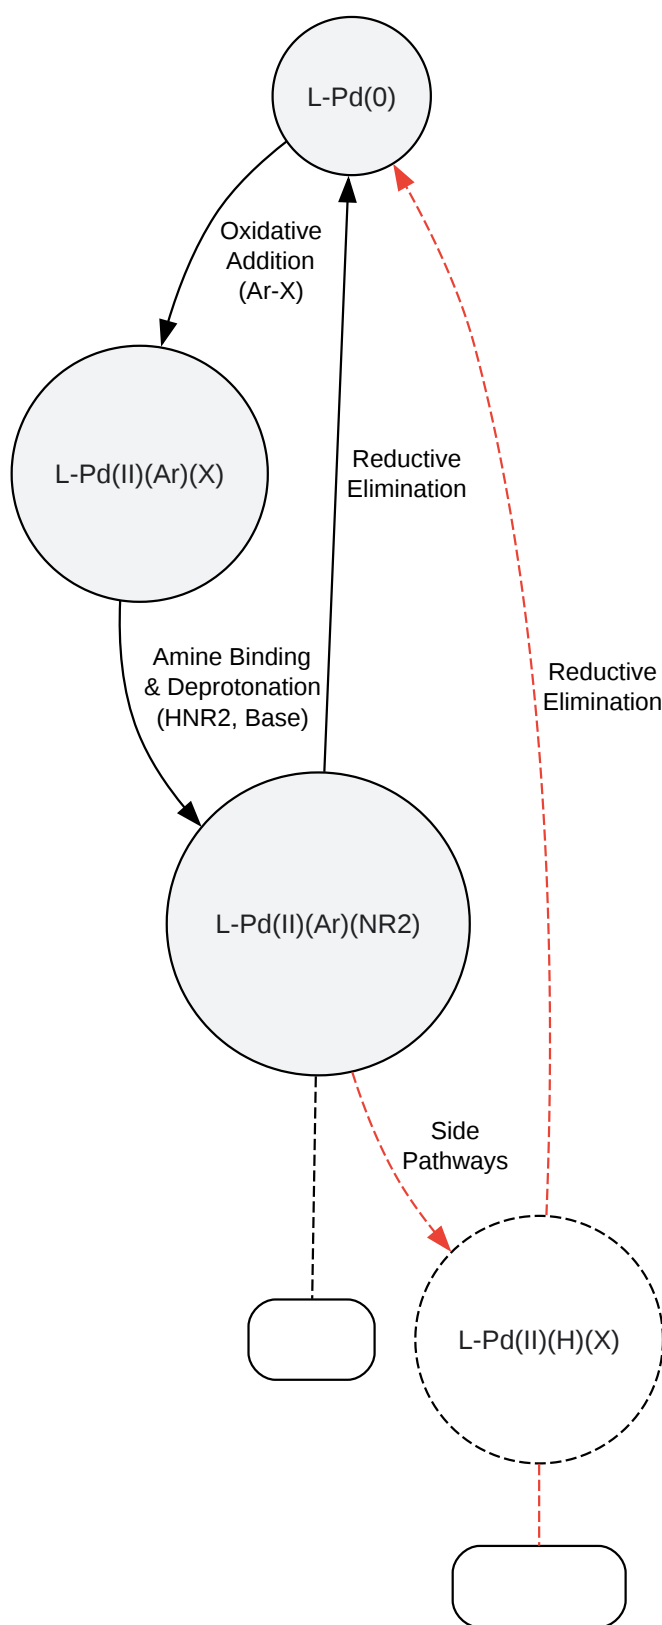 L-Pd(0)
Oxidative
Addition
(Ar-X)
L-Pd(II)(Ar)(X)
Reductive
Elimination
Amine Binding
& Deprotonation
(HNR2, Base)
Reductive
Elimination
L-Pd(II)(Ar)(NR2)
Side
Pathways
L-Pd(II)(H)(X)